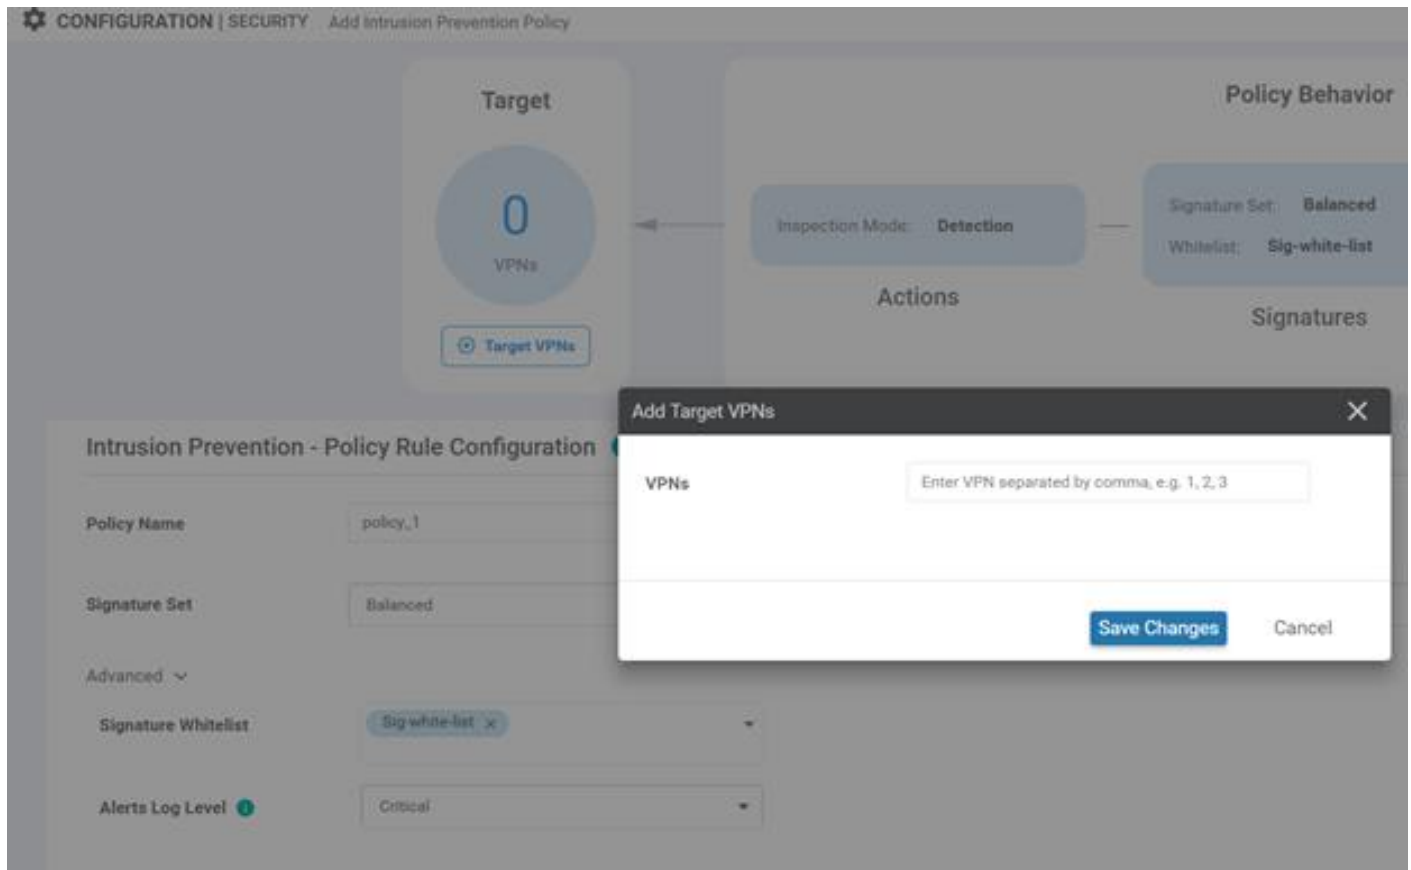 CONFIGURATION | SECURITY Add Intrusion Prevention Policy
Target
Policy Behavior
0
VPNs
Inspection Mode: Detection
Signature Set: Balanced
Whitelist: Sig-white-list
Actions
Signatures
Target VPNs
Add Target VPNs
Intrusion Prevention - Policy Rule Configuration
VPNs
Enter VPN separated by comma, e.g. 1, 2, 3
Policy Name
policy_1
Signature Set
Balanced
Save Changes
Cancel
Advanced
Signature Whitelist
Sig-white-list x
Alerts Log Level
Critical